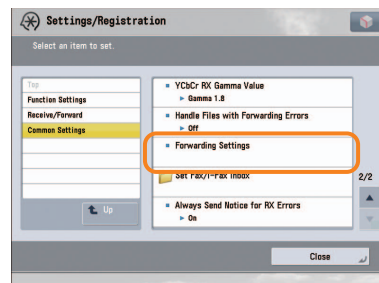 Settings/Registration
Select an item to set.
Top
Function Settings
Receive/Forward
Common Settings
Up
YCbCr RX Gamma Value
Gamma 1.8
Handle Files with Forwarding Errors
Off
Forwarding Settings
Set Fax/I-Fax Inbox
Always Send Notice for RX Errors
On
2/2
Close